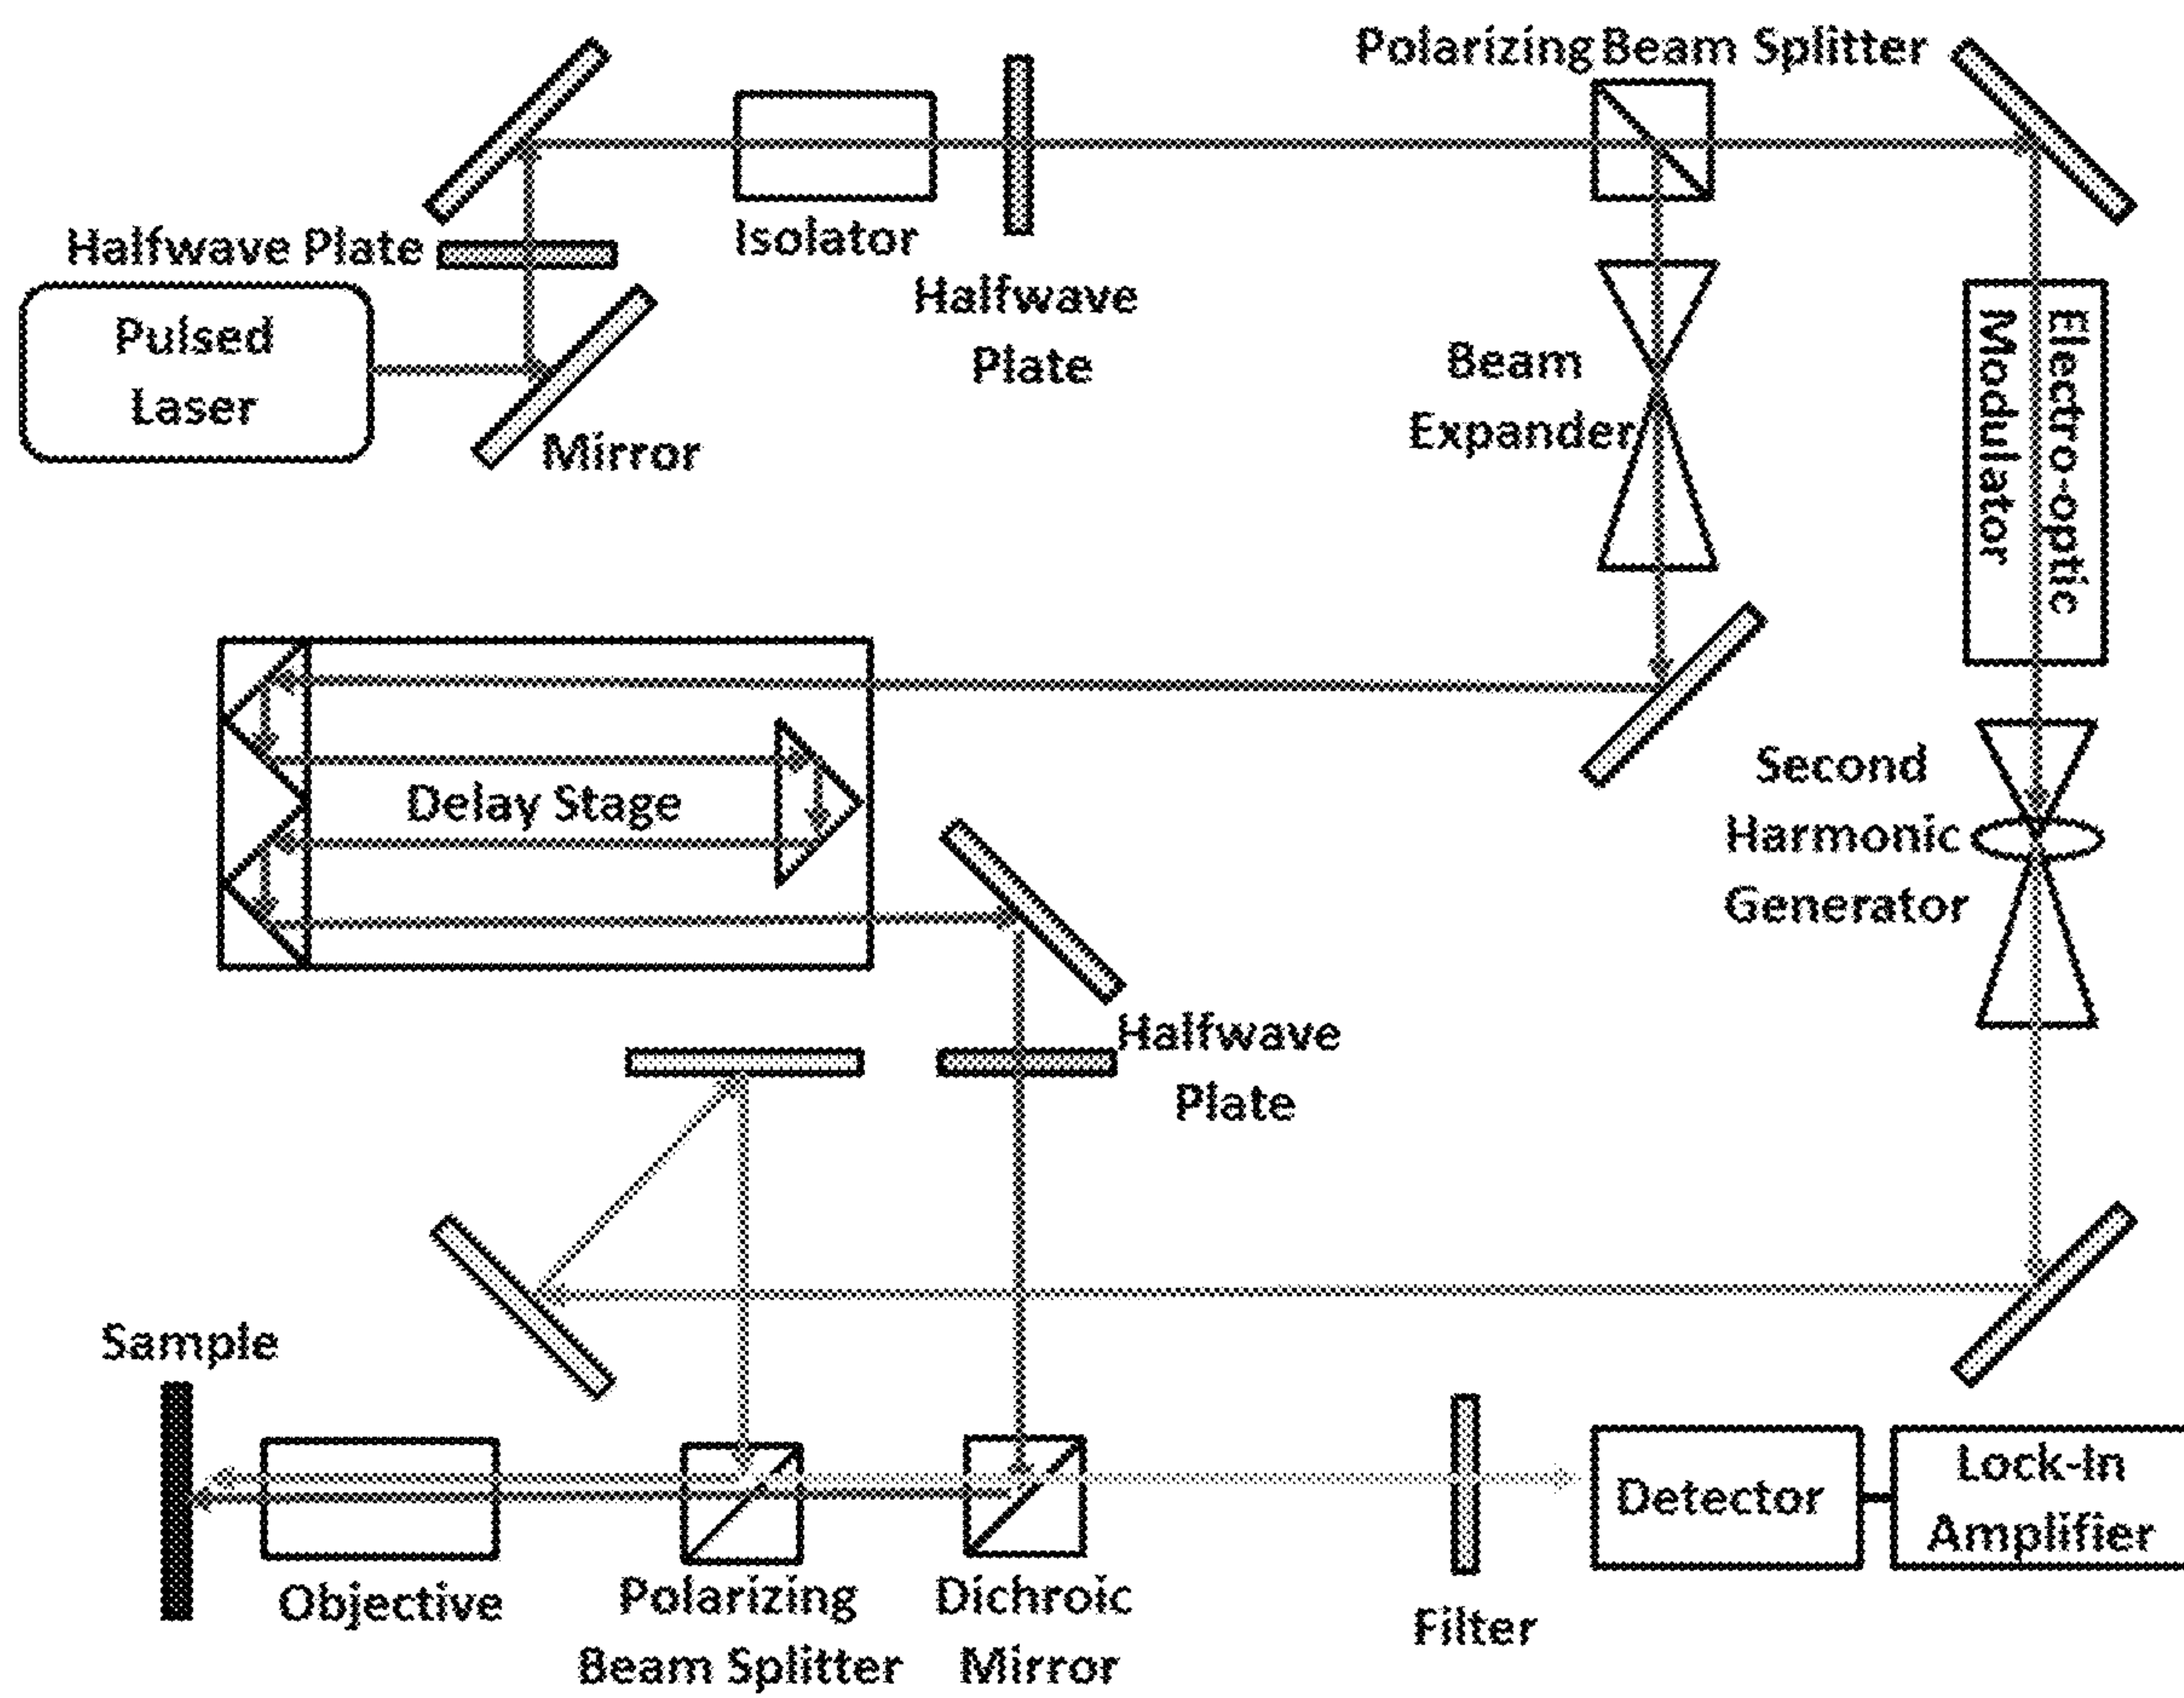 Polarizing Beam Splitter
Halfwave Plate
Isolator
Pulsed
Laser
Mirror
Halfwave
Plate
Beam
Expander
Electro-optic
Modulator
Delay Stage
Second
Harmonic
Generator
Halfwave
Plate
Sample
Objective
Polarizing
Beam Splitter
Dichroic
Mirror
Filter
Detector
Lock-In
Amplifier